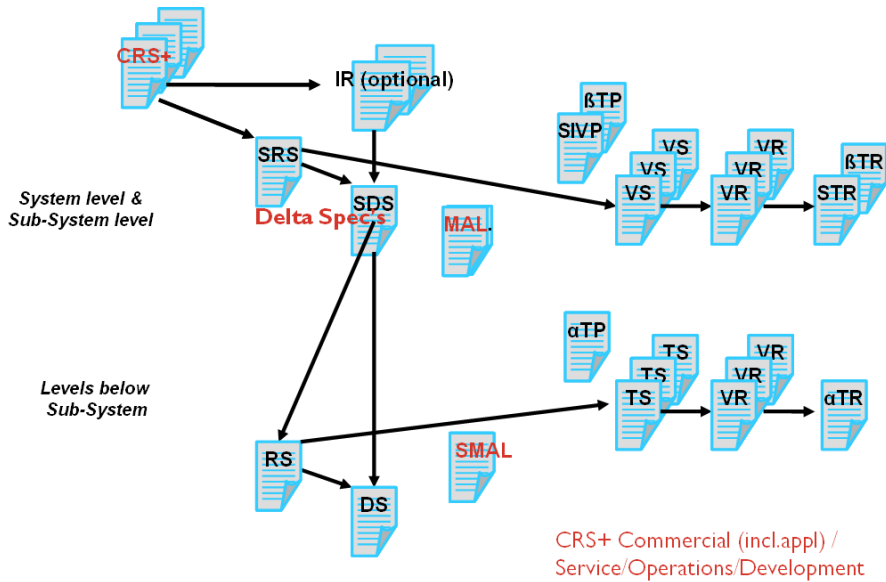 CRS+
IR (optional)
ßTP
SIVP
SRS
VS
VR
VS
VR
ßTR
System level &
Sub-System level
SDS
VS
VR
STR
Delta Spec's
MAL.
αTP
TS
VR
Levels below
Sub-System
TS
VR
TS
VR
αTR
RS
SMAL
DS
CRS+ Commercial (incl.appl) /
Service/Operations/Development